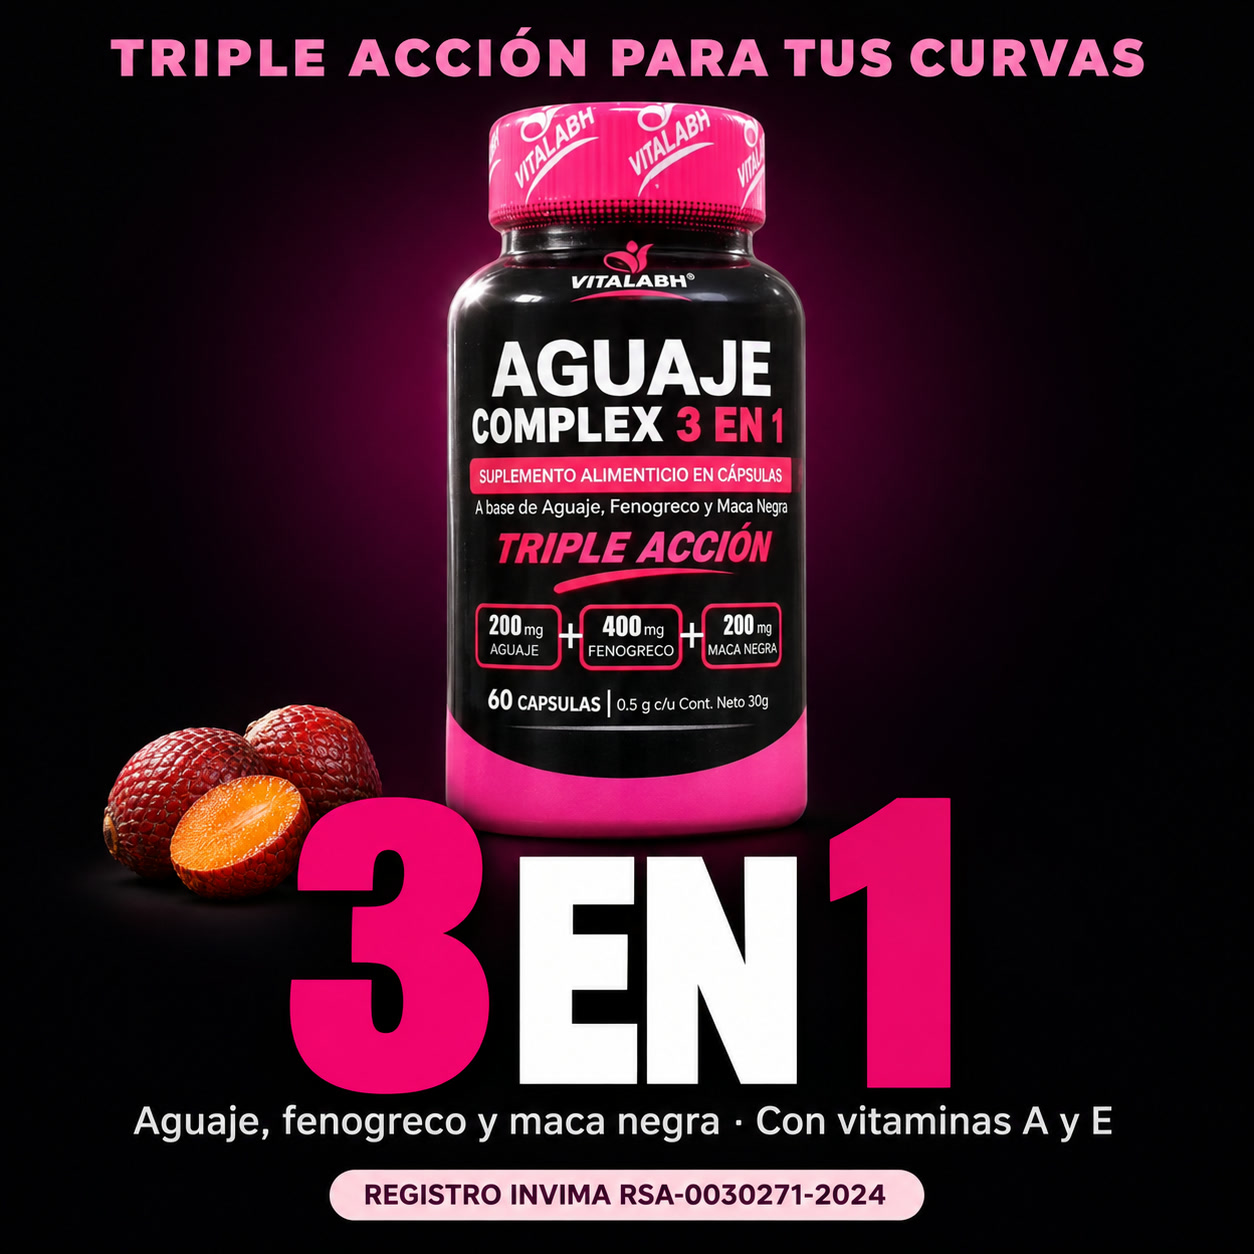 TRIPLE ACCIÓN PARA TUS CURVAS
VITALABH
VITALABH
VITALABH
VITALABH®
AGUAJE
COMPLEX 3 EN 1
SUPLEMENTO ALIMENTICIO EN CÁPSULAS
A base de Aguaje, Fenogreco y Maca Negra
TRIPLE ACCIÓN
200 mg AGUAJE + 400 mg FENOGRECO + 200 mg MACA NEGRA
60 CAPSULAS | 0.5 g c/u Cont. Neto 30g
3 EN 1
Aguaje, fenogreco y maca negra · Con vitaminas A y E
REGISTRO INVIMA RSA-0030271-2024